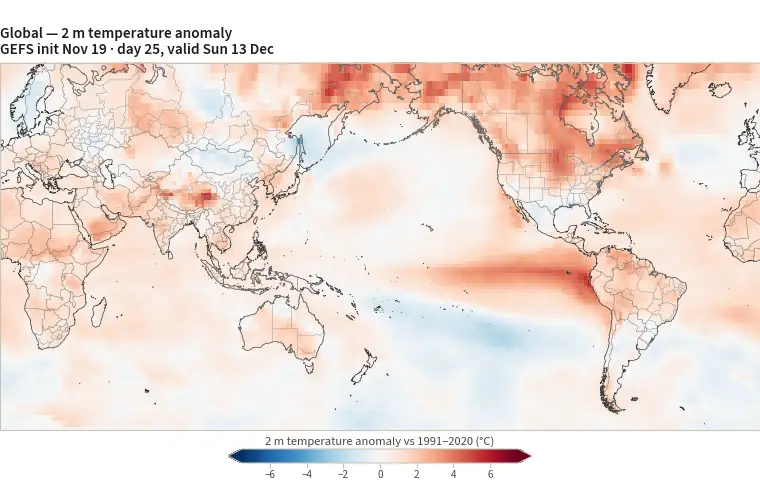 Global — 2 m temperature anomaly
GEFS init Nov 19 · day 25, valid Sun 13 Dec
2 m temperature anomaly vs 1991–2020 (°C)
−6 −4 −2 0 2 4 6